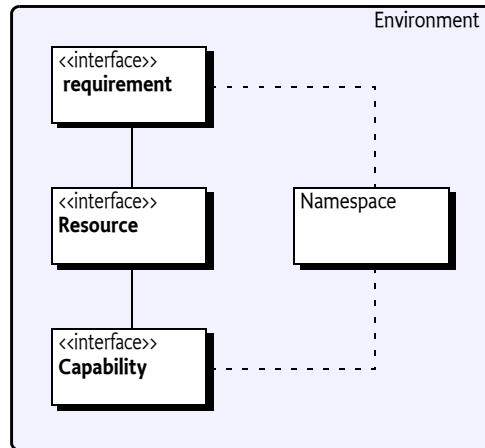 Environment
<<interface>>
requirement
<<interface>>
Resource
Namespace
<<interface>>
Capability